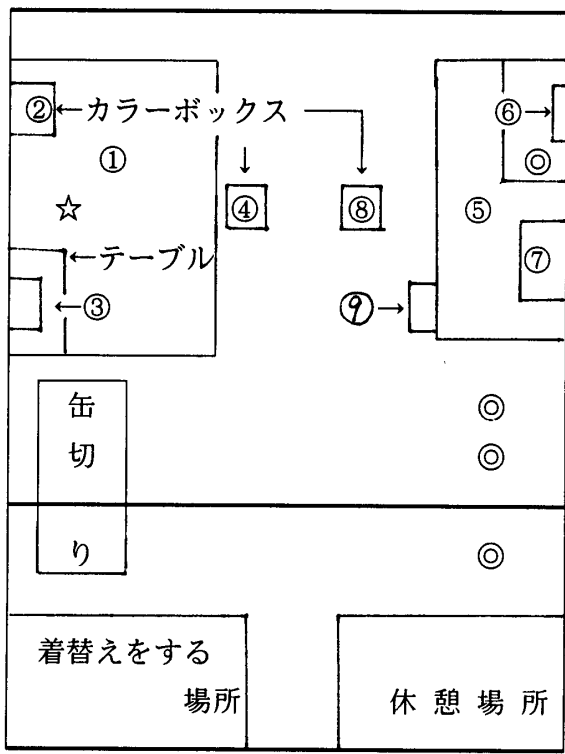 ②←カラーボックス
⑥→
①
◎
☆
④
⑧
⑤
←テーブル
⑦
←③
⑨→
缶切り
◎
◎
◎
着替えをする
場所
休憩場所